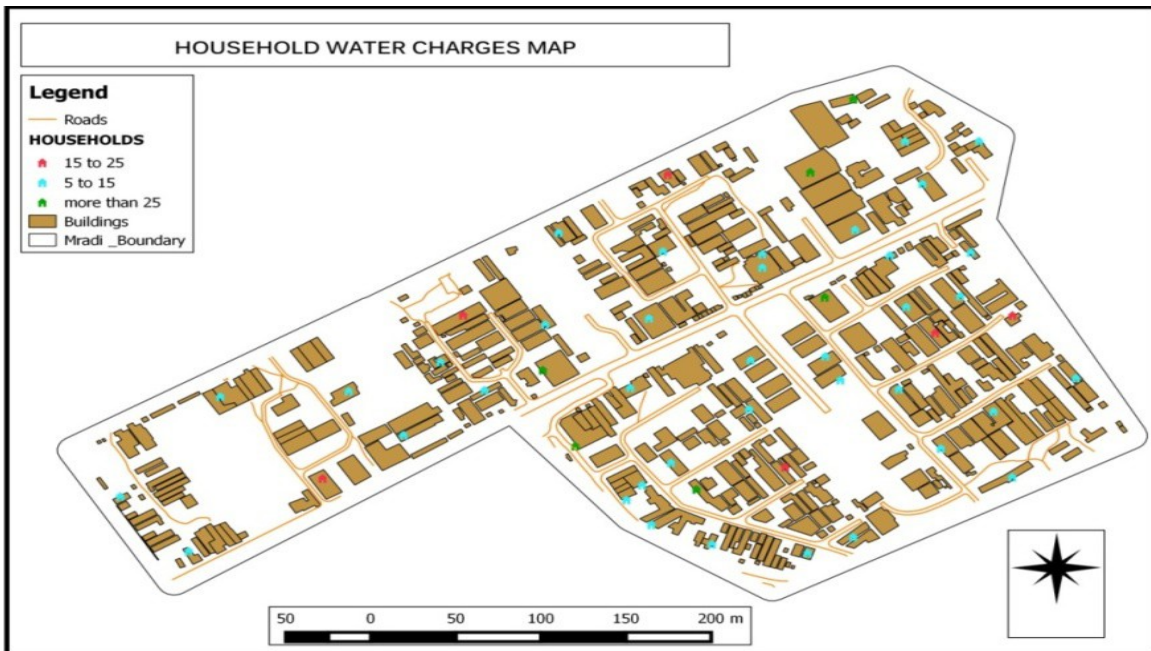 HOUSEHOLD WATER CHARGES MAP
Legend
Roads
HOUSEHOLDS
15 to 25
5 to 15
more than 25
Buildings
Mradi _Boundary
50 0 50 100 150 200 m